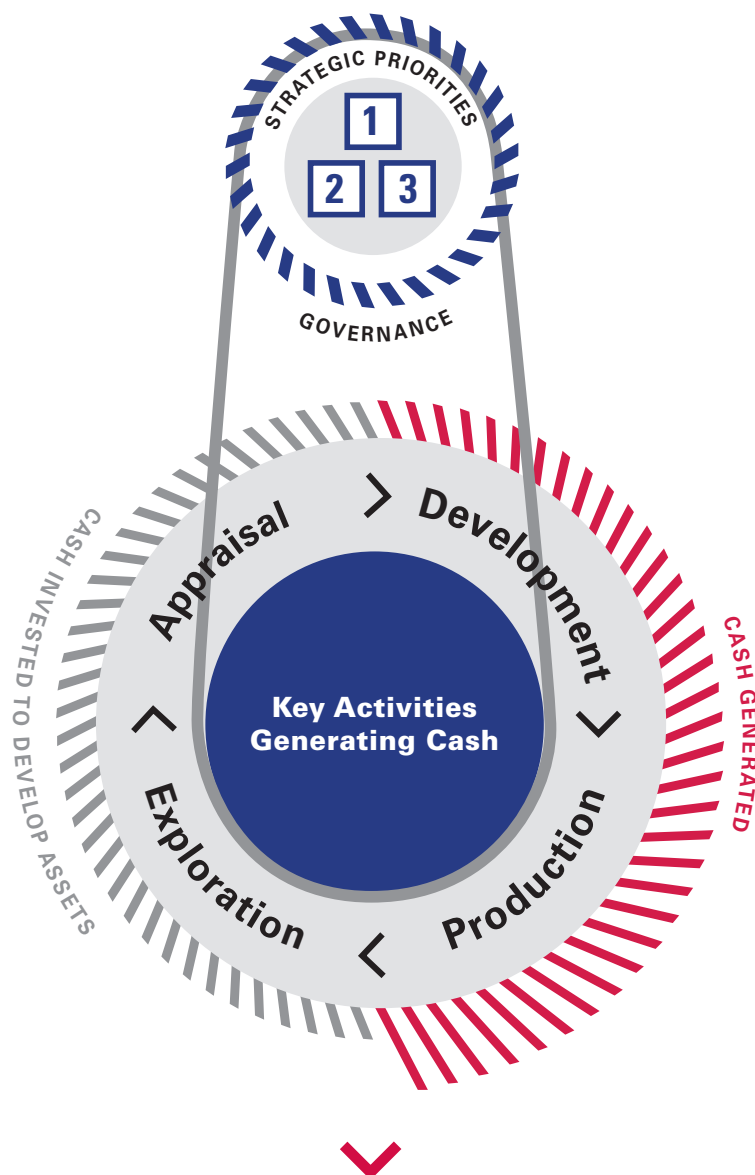 STRATEGIC PRIORITIES
1
2 3
GOVERNANCE
Appraisal
Development
CASH INVESTED TO DEVELOP ASSETS
CASH GENERATED
Key Activities
Generating Cash
Exploration
Production